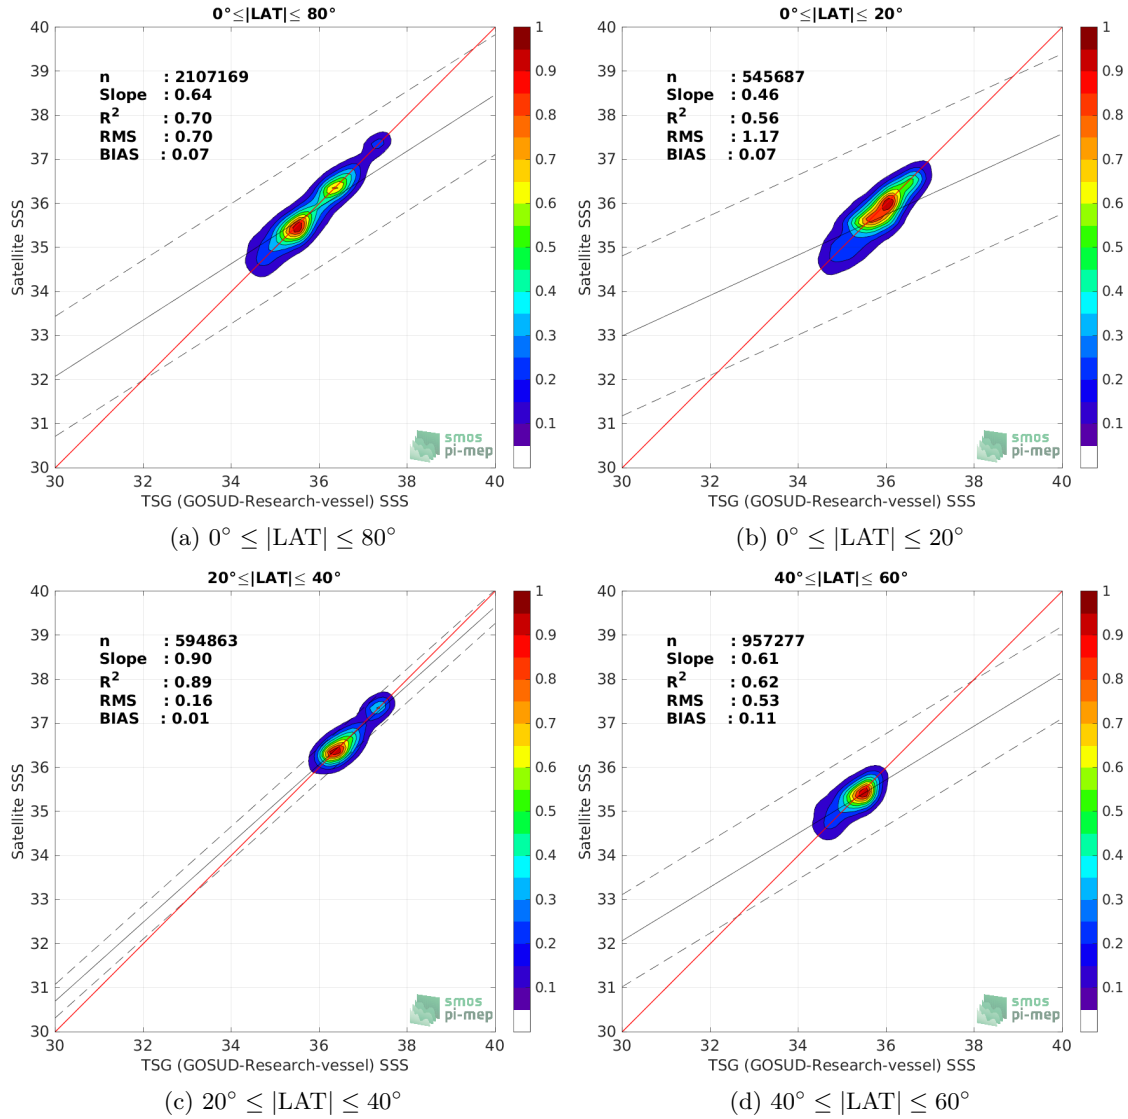 0°≤|LAT|≤ 80°
40
39
38
37
36
35
34
33
32
31
30
Satellite SSS
n : 2107169
Slope : 0.64
R² : 0.70
RMS : 0.70
BIAS : 0.07
smos
pi-mep
30 32 34 36 38 40
TSG (GOSUD-Research-vessel) SSS
1
0.9
0.8
0.7
0.6
0.5
0.4
0.3
0.2
0.1
(a) 0° ≤ |LAT| ≤ 80°
0°≤|LAT|≤ 20°
40
39
38
37
36
35
34
33
32
31
30
Satellite SSS
n : 545687
Slope : 0.46
R² : 0.56
RMS : 1.17
BIAS : 0.07
smos
pi-mep
30 32 34 36 38 40
TSG (GOSUD-Research-vessel) SSS
1
0.9
0.8
0.7
0.6
0.5
0.4
0.3
0.2
0.1
(b) 0° ≤ |LAT| ≤ 20°
20°≤|LAT|≤ 40°
40
39
38
37
36
35
34
33
32
31
30
Satellite SSS
n : 594863
Slope : 0.90
R² : 0.89
RMS : 0.16
BIAS : 0.01
smos
pi-mep
30 32 34 36 38 40
TSG (GOSUD-Research-vessel) SSS
1
0.9
0.8
0.7
0.6
0.5
0.4
0.3
0.2
0.1
(c) 20° ≤ |LAT| ≤ 40°
40°≤|LAT|≤ 60°
40
39
38
37
36
35
34
33
32
31
30
Satellite SSS
n : 957277
Slope : 0.61
R² : 0.62
RMS : 0.53
BIAS : 0.11
smos
pi-mep
30 32 34 36 38 40
TSG (GOSUD-Research-vessel) SSS
1
0.9
0.8
0.7
0.6
0.5
0.4
0.3
0.2
0.1
(d) 40° ≤ |LAT| ≤ 60°